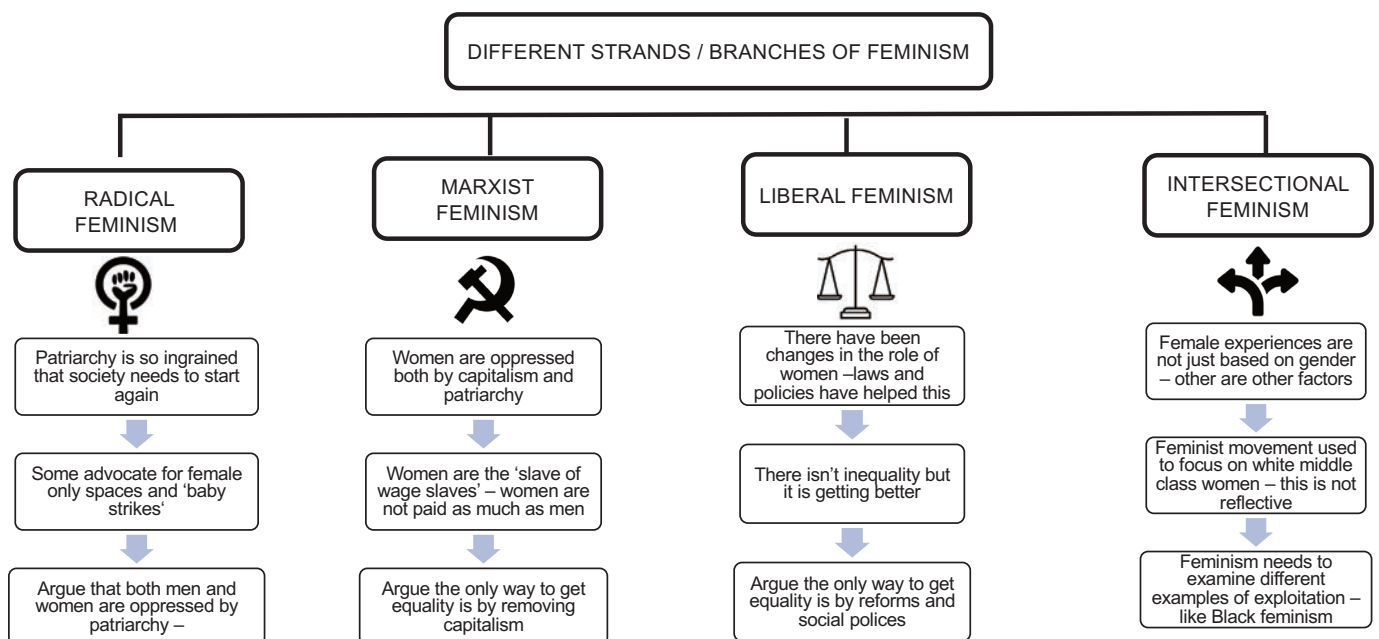 DIFFERENT STRANDS / BRANCHES OF FEMINISM
RADICAL
FEMINISM
Patriarchy is so ingrained
that society needs to start
again
Some advocate for female
only spaces and ‘baby
strikes‘
Argue that both men and
women are oppressed by
patriarchy –
MARXIST
FEMINISM
Women are oppressed
both by capitalism and
patriarchy
Women are the ‘slave of
wage slaves’ – women are
not paid as much as men
Argue the only way to get
equality is by removing
capitalism
LIBERAL FEMINISM
There have been
changes in the role of
women –laws and
policies have helped this
There isn’t inequality but
it is getting better
Argue the only way to get
equality is by reforms and
social polices
INTERSECTIONAL
FEMINISM
Female experiences are
not just based on gender
– other are other factors
Feminist movement used
to focus on white middle
class women – this is not
reflective
Feminism needs to
examine different
examples of exploitation –
like Black feminism